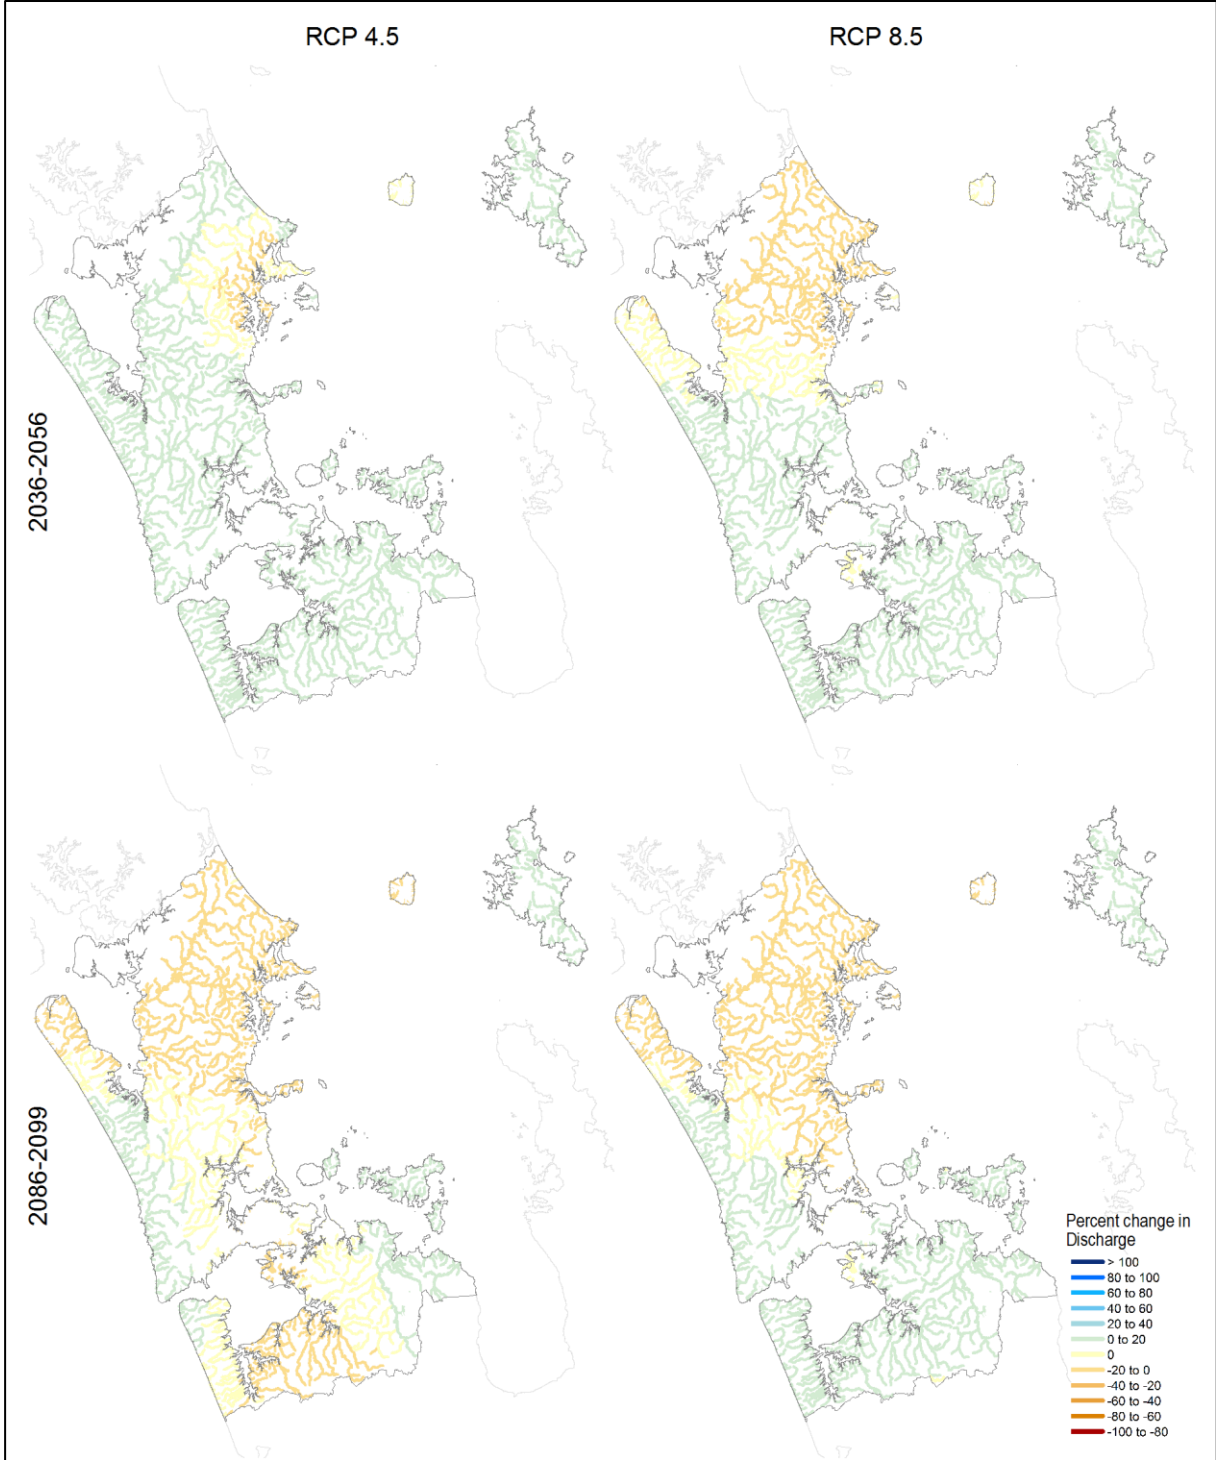 RCP 4.5
RCP 8.5
2036-2056
2086-2099
Percent change in
Discharge
> 100
80 to 100
60 to 80
40 to 60
20 to 40
0 to 20
0
-20 to 0
-40 to -20
-60 to -40
-80 to -60
-100 to -80